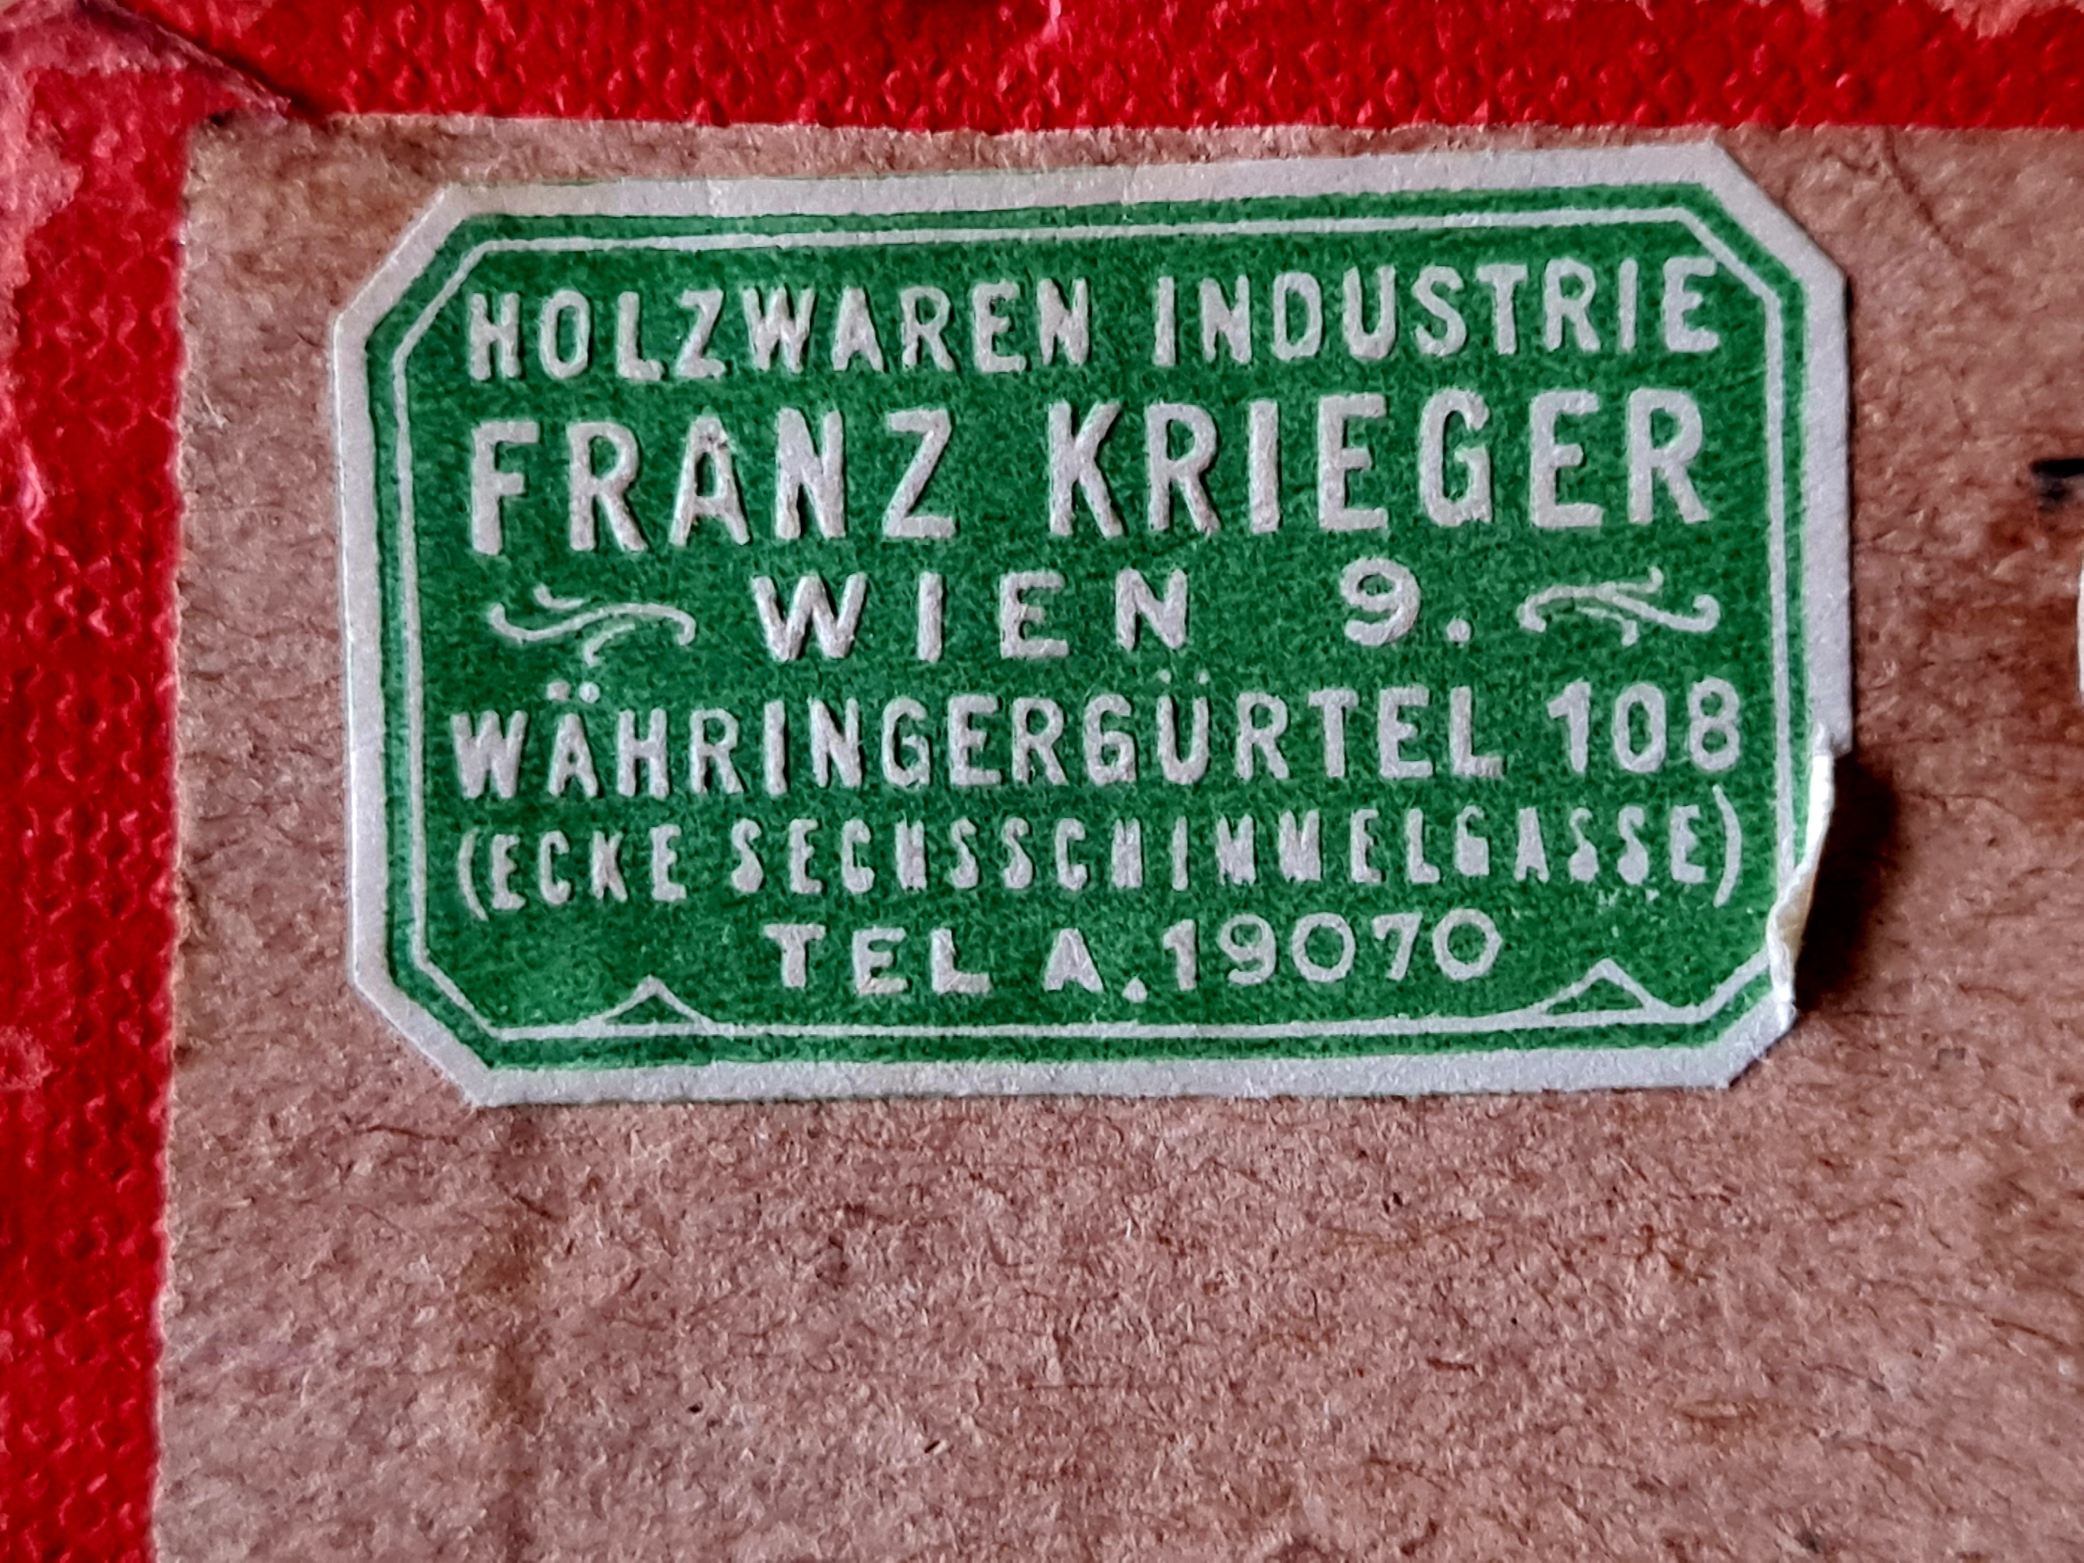 HOLZWAREN INDUSTRIE
FRANZ KRIEGER
WIEN 9.
WÄHRINGERGÜRTEL 108
(ECKE SECHSSCHIMMELGASSE)
TEL A.19070